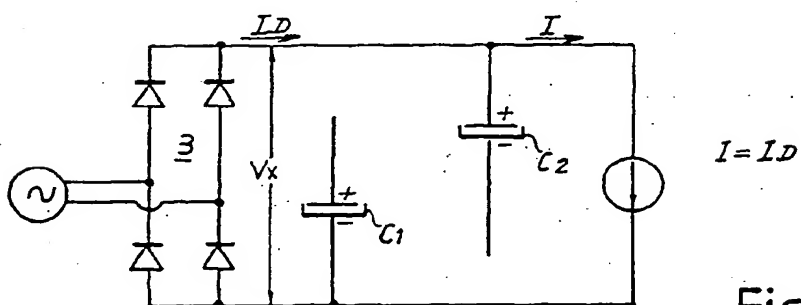 ID
I
3
Vx
+
-
C1
+
-
C2
I = ID
Fig